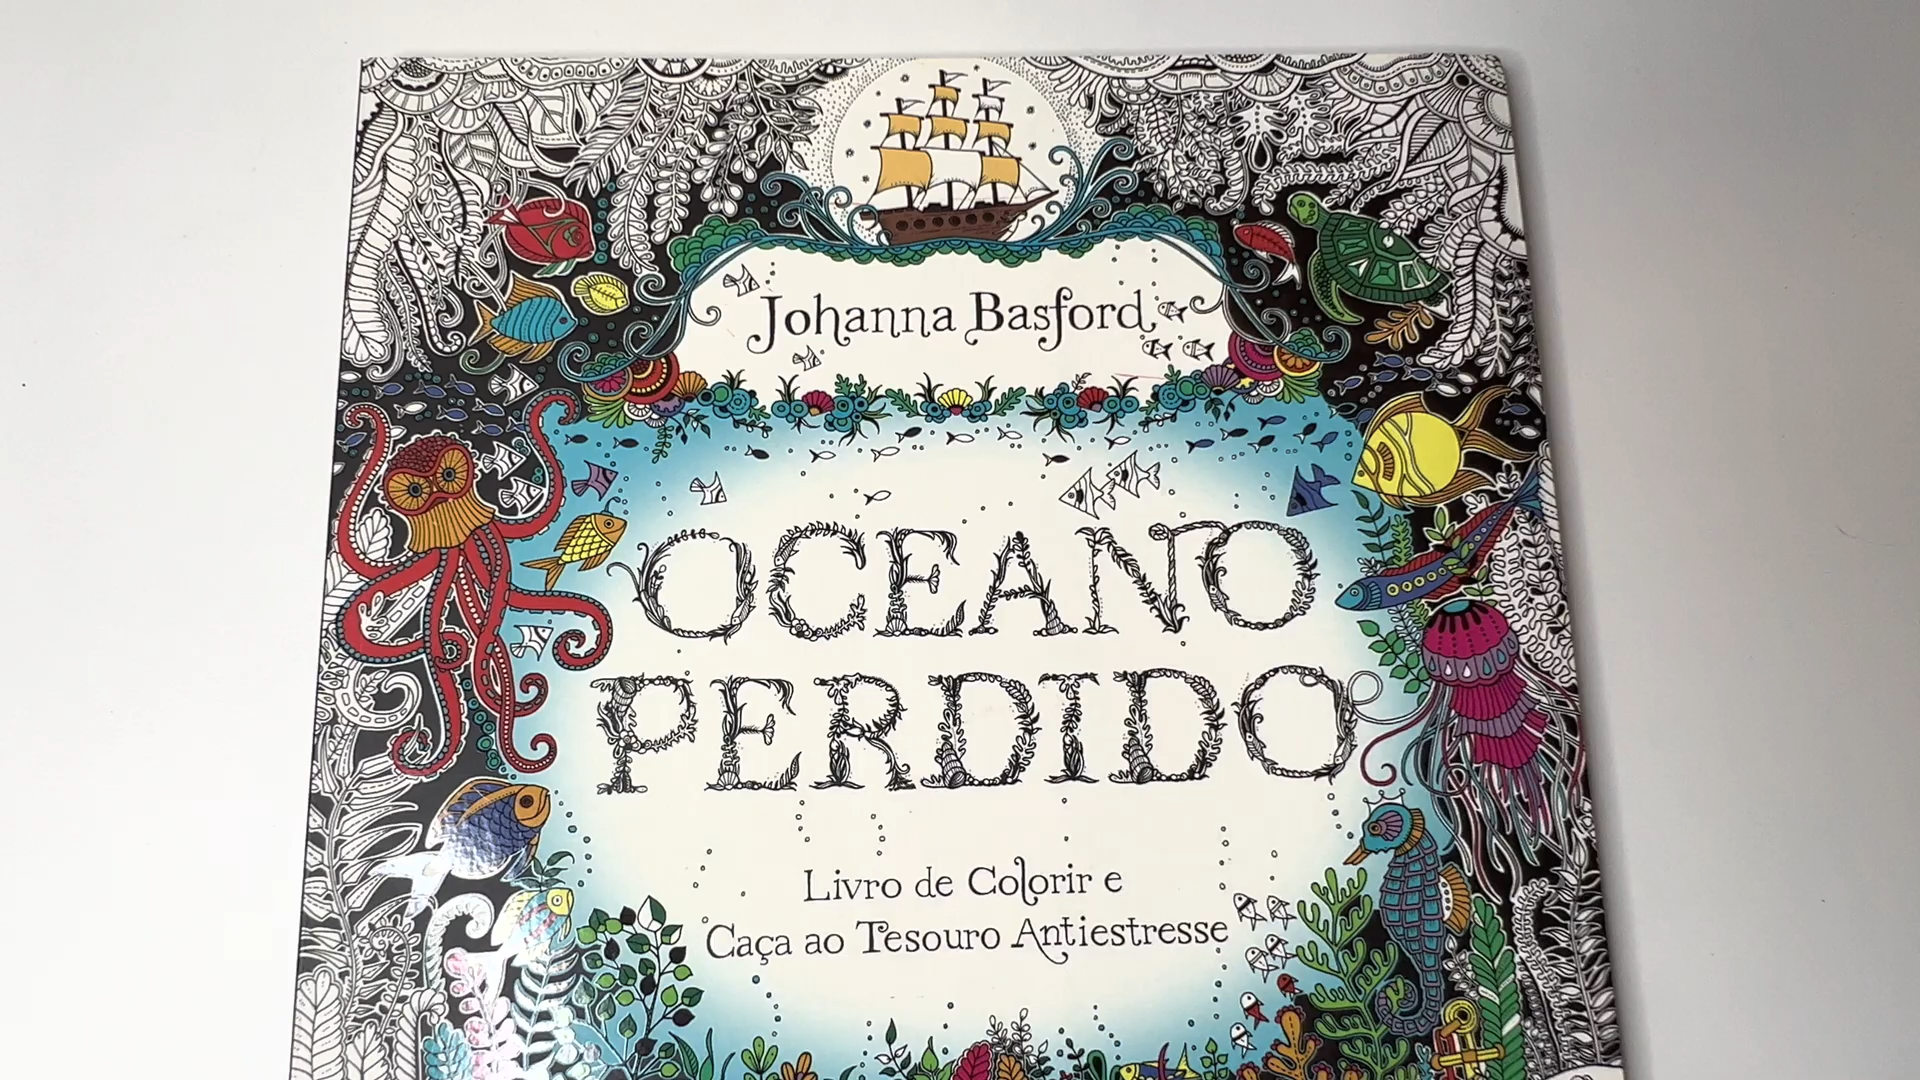 Johanna Basford
OCEANO
PERDIDO
Livro de Colorir e
Caça ao Tesouro Antiestresse